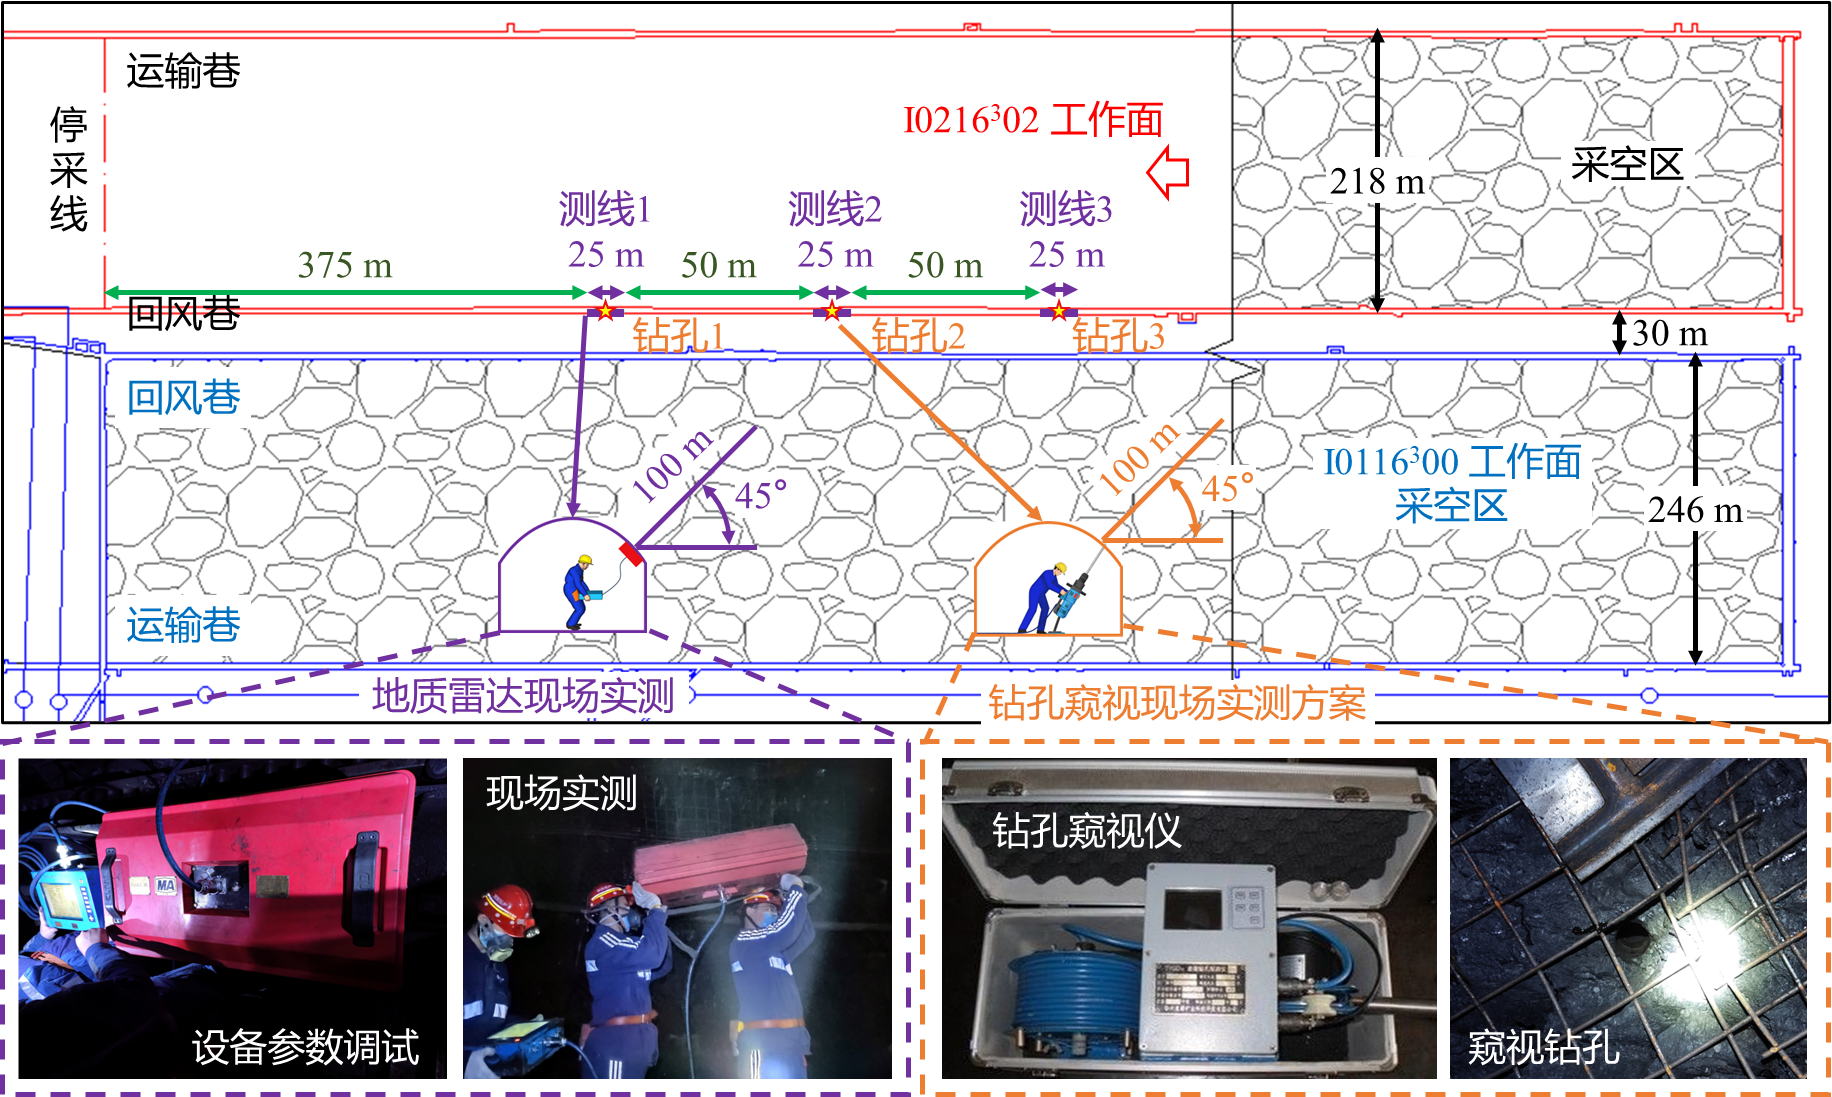 运输巷
停采线
I0216³02 工作面
采空区
218 m
测线1
测线2
测线3
25 m
25 m
25 m
375 m
50 m
50 m
回风巷
钻孔1
钻孔2
钻孔3
30 m
回风巷
100 m
45°
100 m
45°
I0116³00 工作面
采空区
246 m
运输巷
地质雷达现场实测
钻孔窥视现场实测方案
MA
设备参数调试
现场实测
钻孔窥视仪
窥视钻孔